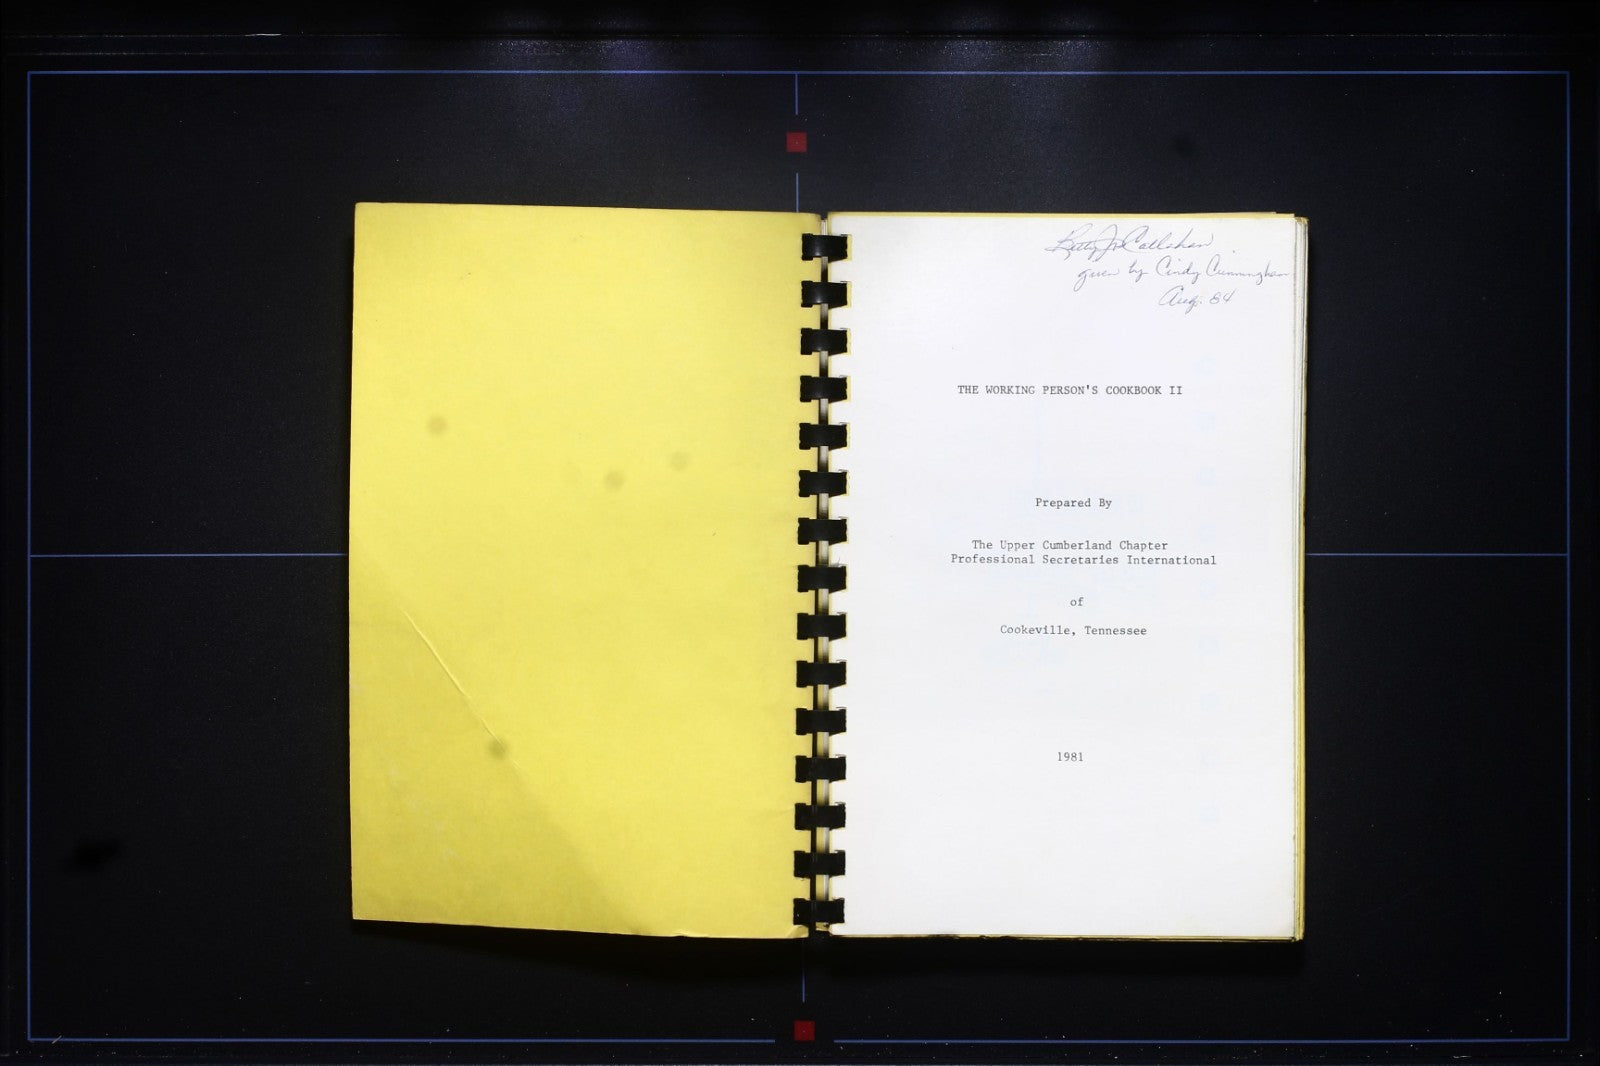 Betty Jo Callahan
given by Cindy Cunningham
Aug. 84
THE WORKING PERSON'S COOKBOOK II
Prepared By
The Upper Cumberland Chapter
Professional Secretaries International
of
Cookeville, Tennessee
1981